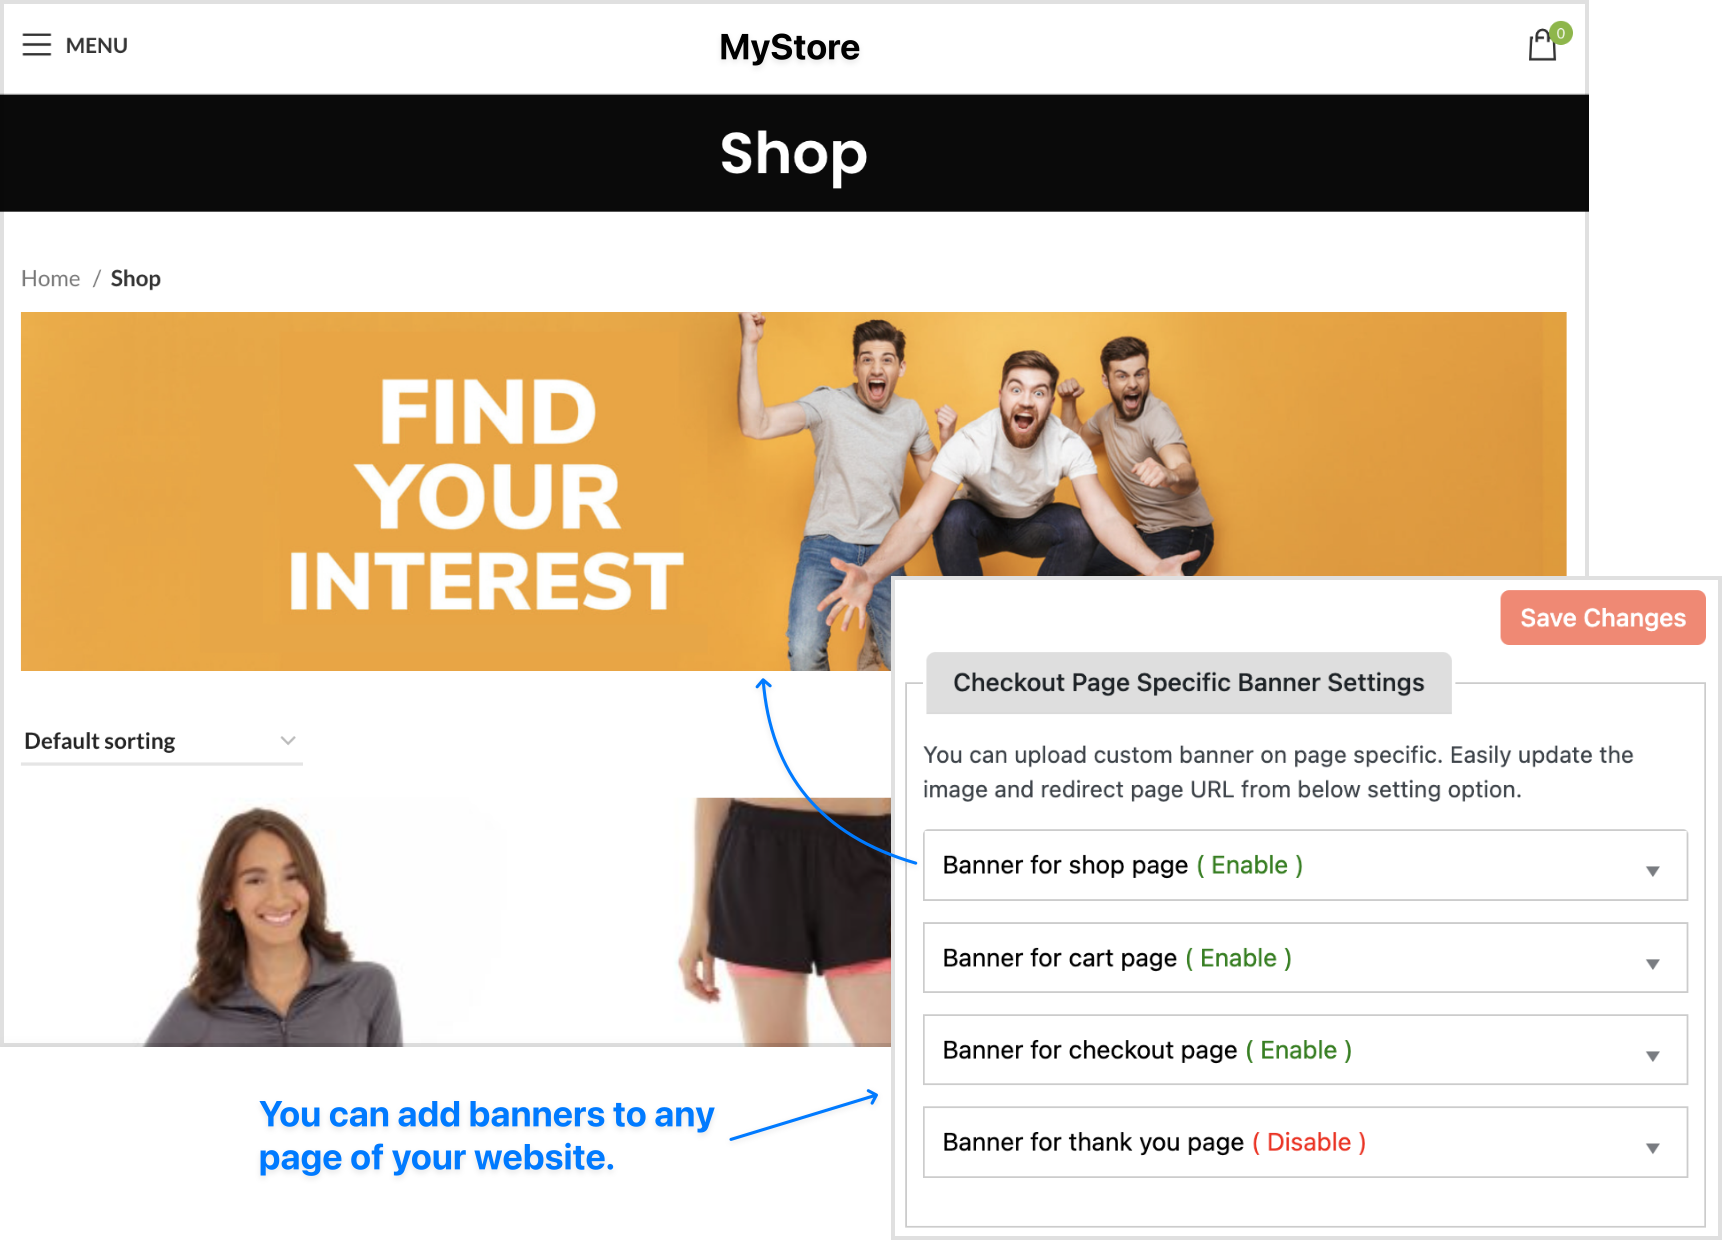 MENU
MyStore
0
Shop
Home / Shop
FIND
YOUR
INTEREST
Default sorting
Save Changes
Checkout Page Specific Banner Settings
You can upload custom banner on page specific. Easily update the
image and redirect page URL from below setting option.
Banner for shop page ( Enable )
Banner for cart page ( Enable )
Banner for checkout page ( Enable )
Banner for thank you page ( Disable )
You can add banners to any
page of your website.